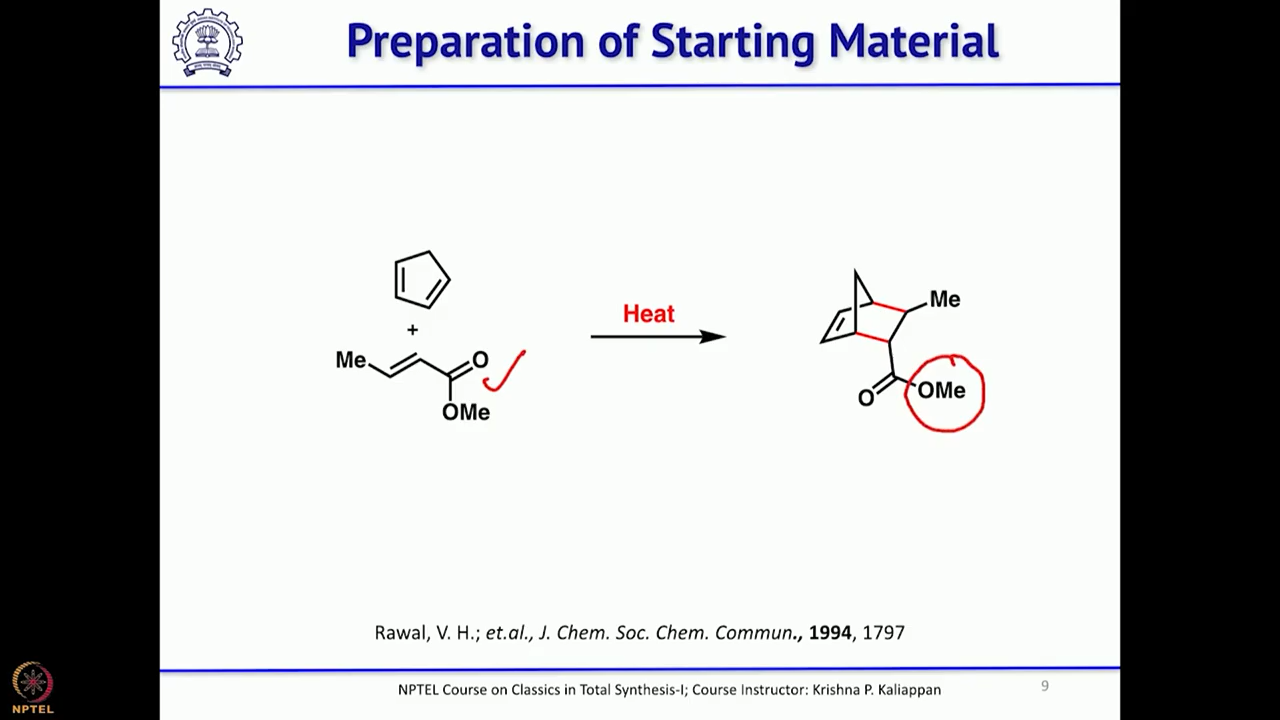 Preparation of Starting Material
+
Me
O
OMe
Heat
Me
O
OMe
Rawal, V. H.; et.al., J. Chem. Soc. Chem. Commun., 1994, 1797
NPTEL Course on Classics in Total Synthesis-I; Course Instructor: Krishna P. Kaliappan
9
NPTEL